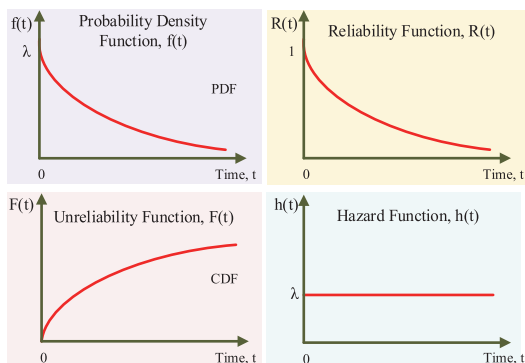 f(t)
Probability Density
Function, f(t)
λ
PDF
0
Time, t
R(t)
Reliability Function, R(t)
1
0
Time, t
F(t)
Unreliability Function, F(t)
CDF
0
Time, t
h(t)
Hazard Function, h(t)
λ
0
Time, t